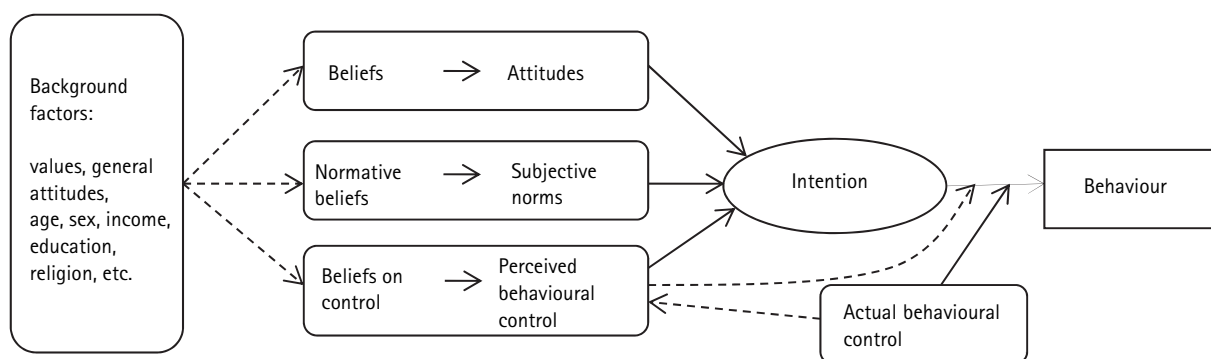 Background
factors:
values, general
attitudes,
age, sex, income,
education,
religion, etc.
Beliefs
Attitudes
Normative
beliefs
Subjective
norms
Beliefs on
control
Perceived
behavioural
control
Intention
Behaviour
Actual behavioural
control